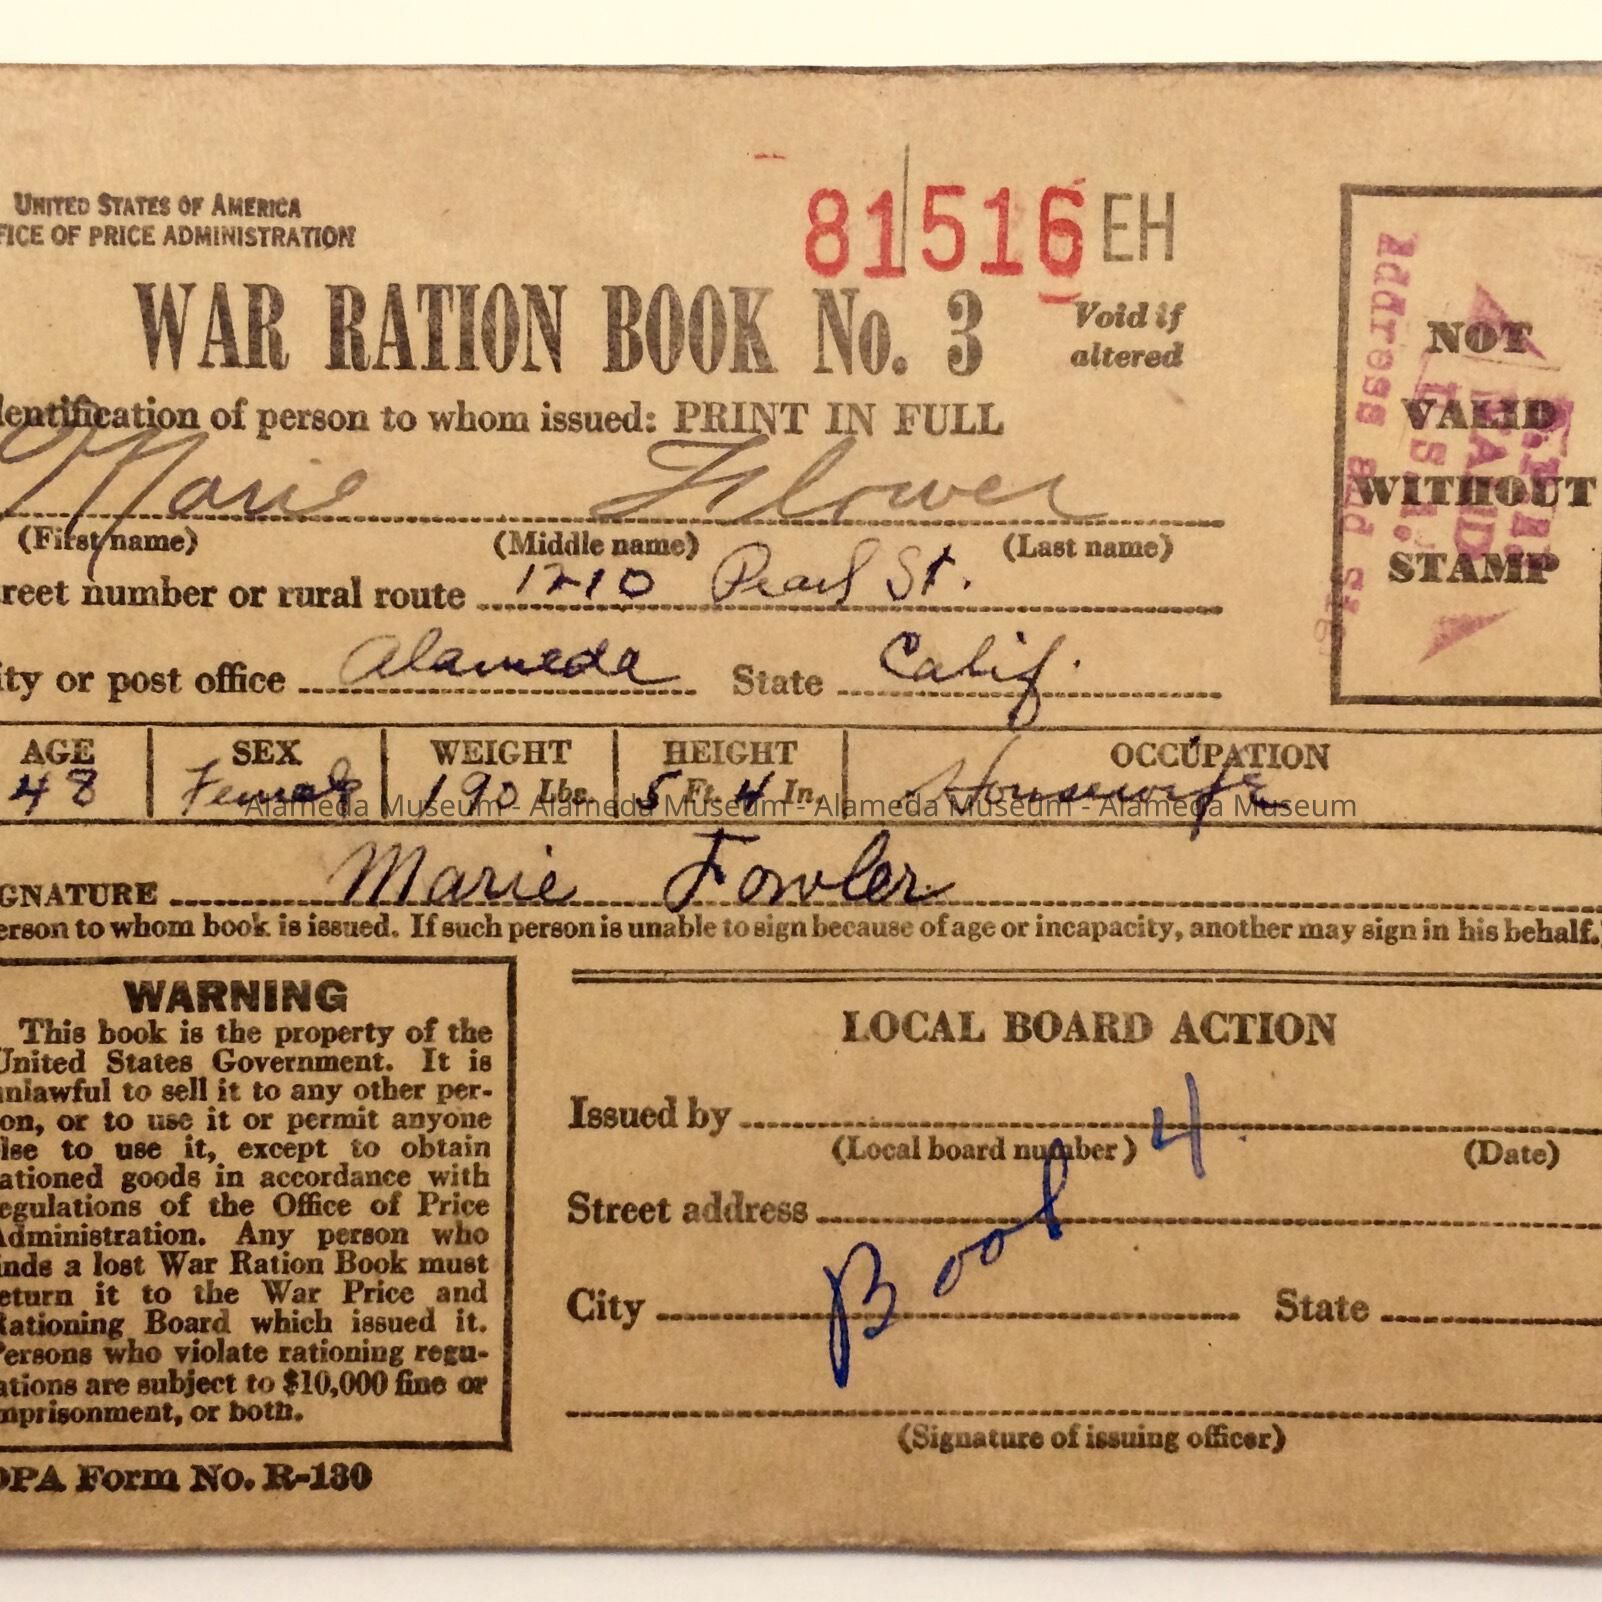 UNITED STATES OF AMERICA
FICE OF PRICE ADMINISTRATION
81516 EH
WAR RATION BOOK No. 3
Void if
altered
dentification of person to whom issued: PRINT IN FULL
Marie Flower
(First name) (Middle name) (Last name)
reet number or rural route 1210 Pearl St.
ity or post office Alameda State Calif.
NOT
VALID
WITHOUT
STAMP
Address and
AGE SEX WEIGHT HEIGHT OCCUPATION
48 Female 190 Lbs. 5 Ft. 4 In. Housewife
Alameda Museum - Alameda Museum - Alameda Museum - Alameda Museum
GNATURE Marie Fowler
erson to whom book is issued. If such person is unable to sign because of age or incapacity, another may sign in his behalf.)
WARNING
This book is the property of the
United States Government. It is
nlawful to sell it to any other per-
on, or to use it or permit anyone
lse to use it, except to obtain
ationed goods in accordance with
egulations of the Office of Price
Administration. Any person who
inds a lost War Ration Book must
eturn it to the War Price and
Rationing Board which issued it.
Persons who violate rationing regu-
ations are subject to $10,000 fine or
mprisonment, or both.
OPA Form No. R-130
LOCAL BOARD ACTION
Issued by
(Local board number) 4. (Date)
Street address
Book
City State
(Signature of issuing officer)